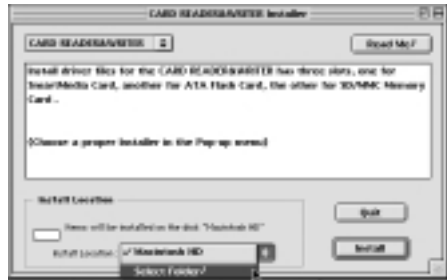 CARD READER&WRITER Installer
CARD READER&WRITER
Read Me?
Install driver files for the CARD READER&WRITER has three slots, one for
SmartMedia Card, another for ATA Flash Card, the other for SD/MMC Memory
Card .
(Choose a proper installer in the Pop-up menu)
Install Location
Items will be installed on the disk "Macintosh HD"
Quit
Install Location: ✓ Macintosh HD
Install
Select Folder?